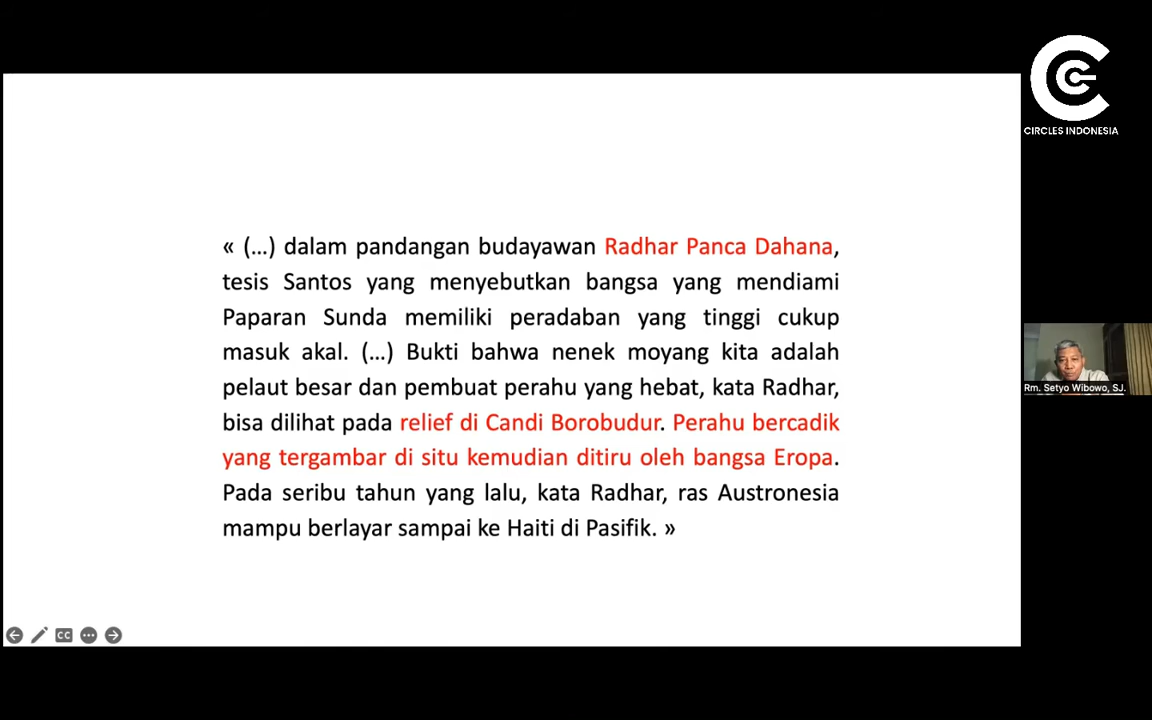 CIRCLES INDONESIA
« (...) dalam pandangan budayawan Radhar Panca Dahana,
tesis Santos yang menyebutkan bangsa yang mendiami
Paparan Sunda memiliki peradaban yang tinggi cukup
masuk akal. (...) Bukti bahwa nenek moyang kita adalah
pelaut besar dan pembuat perahu yang hebat, kata Radhar,
bisa dilihat pada relief di Candi Borobudur. Perahu bercadik
yang tergambar di situ kemudian ditiru oleh bangsa Eropa.
Pada seribu tahun yang lalu, kata Radhar, ras Austronesia
mampu berlayar sampai ke Haiti di Pasifik. »
Rm. Setyo Wibowo, SJ.
CC